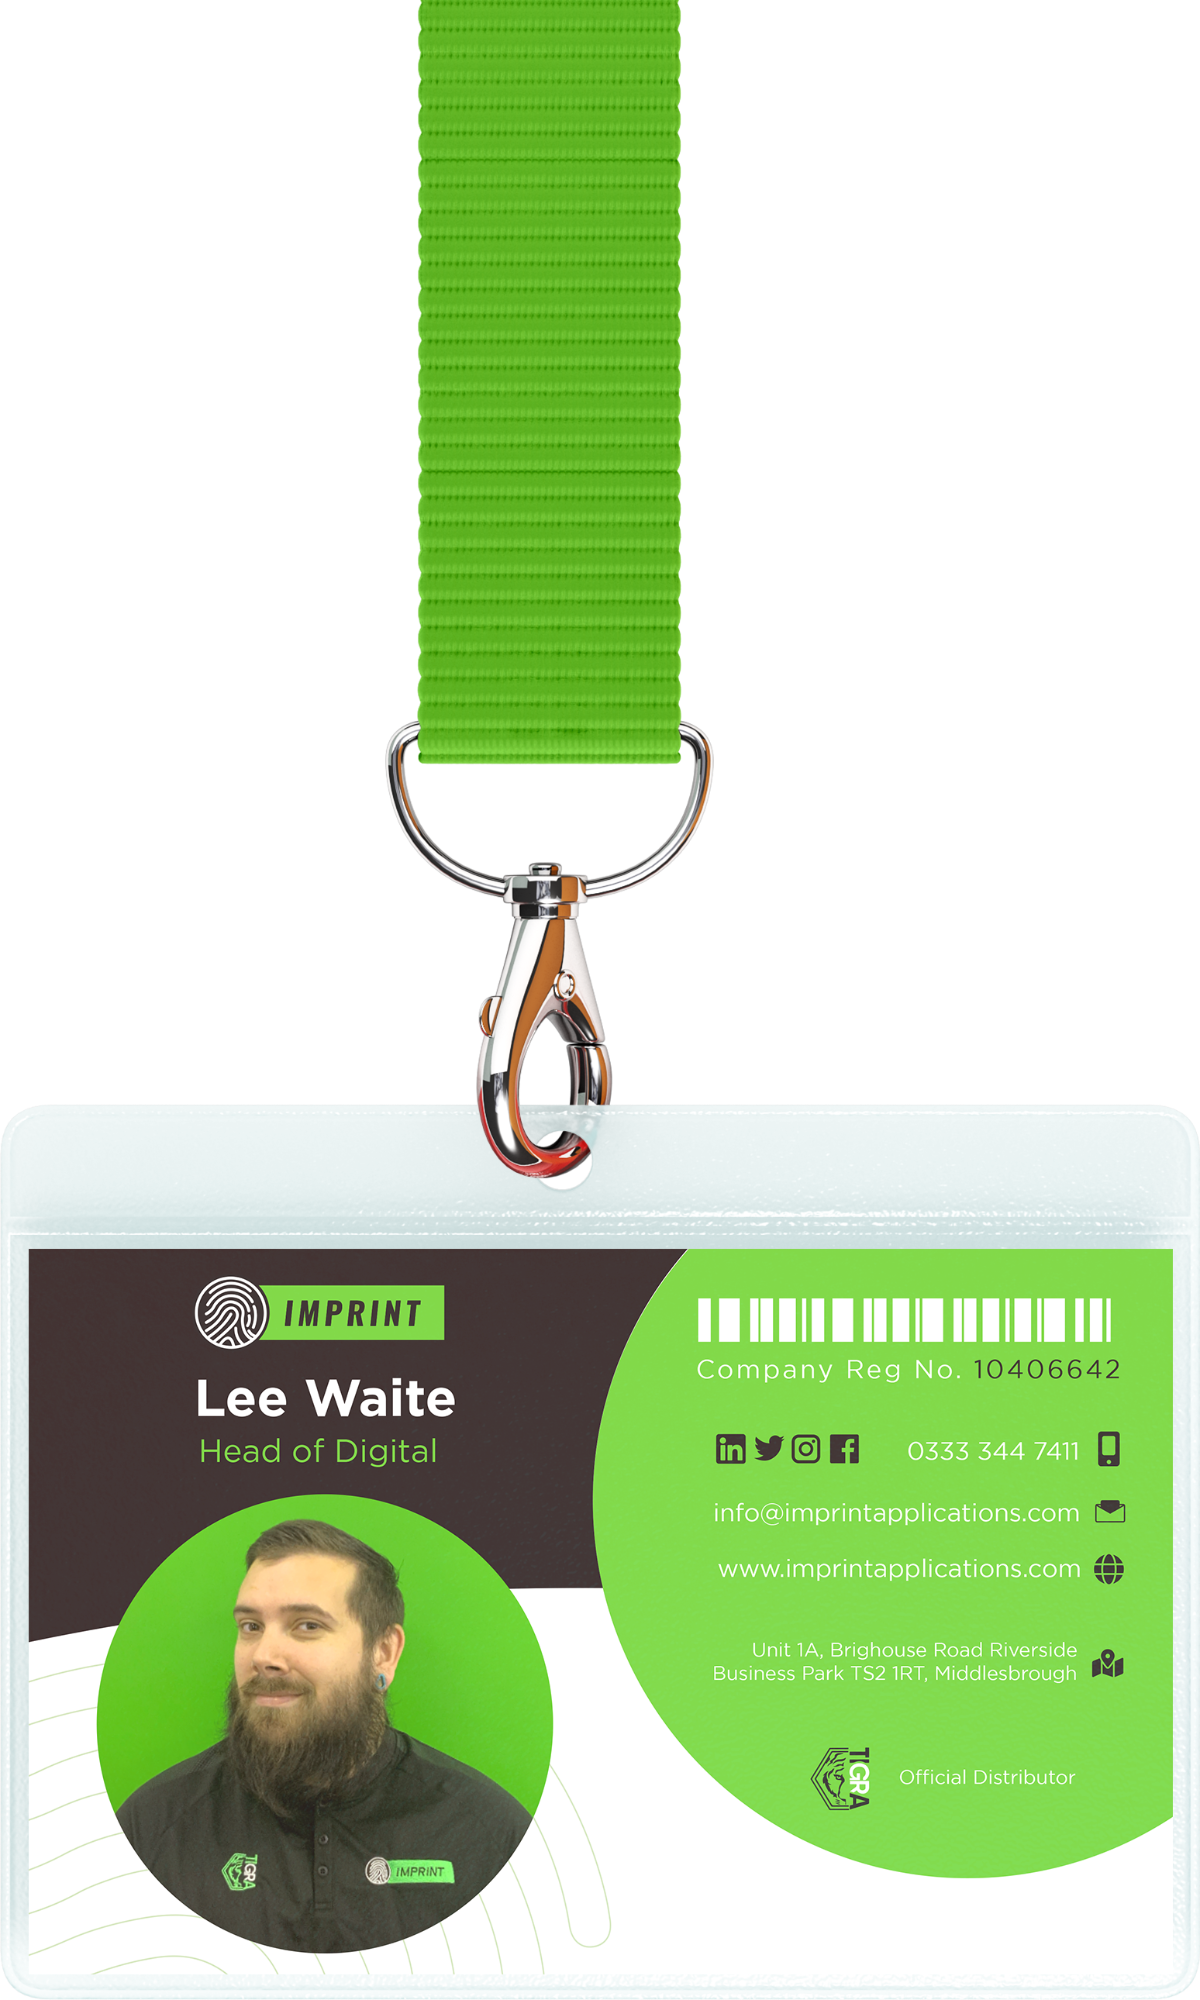 IMPRINT
Lee Waite
Head of Digital
Company Reg No. 10406642
in
0333 344 7411
info@imprintapplications.com
www.imprintapplications.com
Unit 1A, Brighouse Road Riverside
Business Park TS2 1RT, Middlesbrough
TIGRA
Official Distributor
TIGRA
IMPRINT